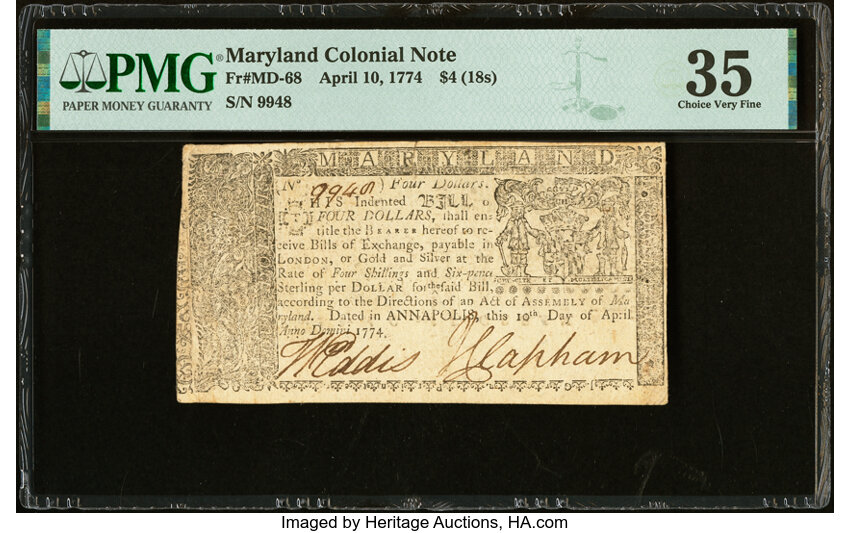 PMG®
PAPER MONEY GUARANTY
Maryland Colonial Note
Fr#MD-68 April 10, 1774 $4 (18s)
S/N 9948
35
Choice Very Fine
MARYLAND
(No 9948) Four Dollars.
THIS Indented BILL o
FOUR DOLLARS, shall en-
title the BEARER hereof to re-
ceive Bills of Exchange, payable in
LONDON, or Gold and Silver at the
Rate of Four Shillings and Six-pence
Sterling per DOLLAR for the said Bill,
according to the Directions of an Act of ASSEMBLY of Ma
ryland. Dated in ANNAPOLIS, this 10th Day of April
Anno Domini 1774.
W Eddis J Clapham
Imaged by Heritage Auctions, HA.com